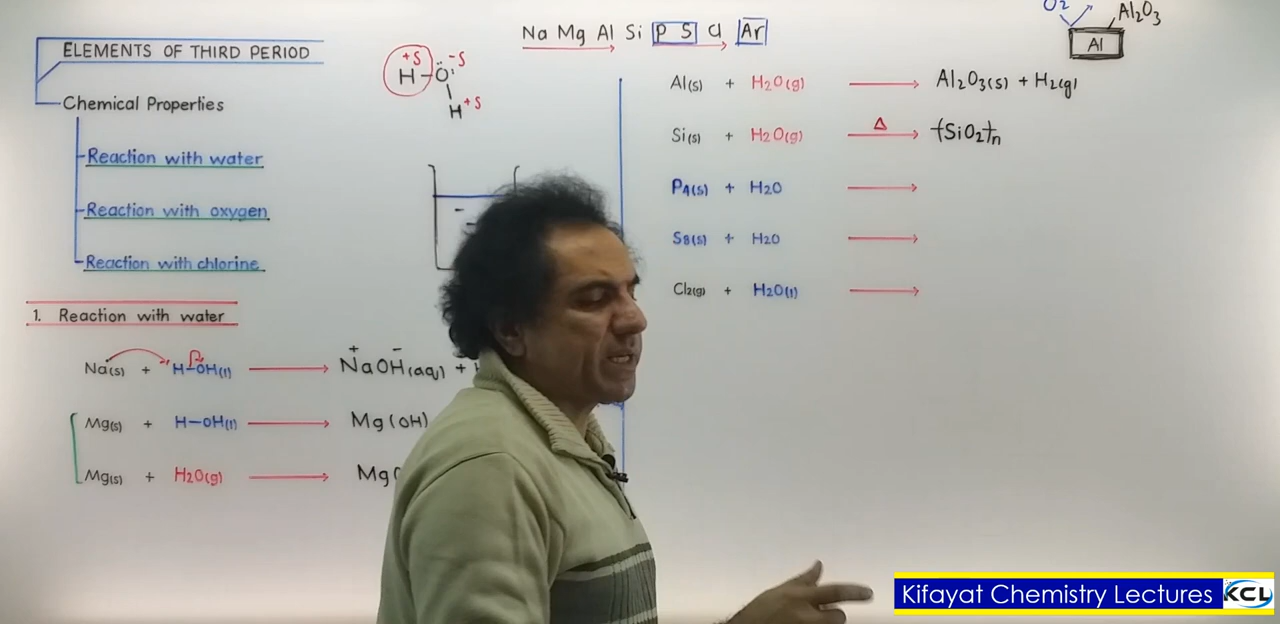 Na Mg Al Si P S Cl Ar
O2 Al2O3
Al
ELEMENTS OF THIRD PERIOD
+δ -δ
H-Ö:
H+δ
Chemical Properties
Reaction with water
Reaction with oxygen
Reaction with chlorine
1. Reaction with water
Na(s) + H-OH(l) → N⁺aOH⁻(aq) +
Mg(s) + H-OH(l) → Mg(OH)
Mg(s) + H2O(g) → Mg
Al(s) + H2O(g) → Al2O3(s) + H2(g)
Si(s) + H2O(g) Δ→ (SiO2)n
P4(s) + H2O →
S8(s) + H2O →
Cl2(g) + H2O(l) →
Kifayat Chemistry Lectures KCL